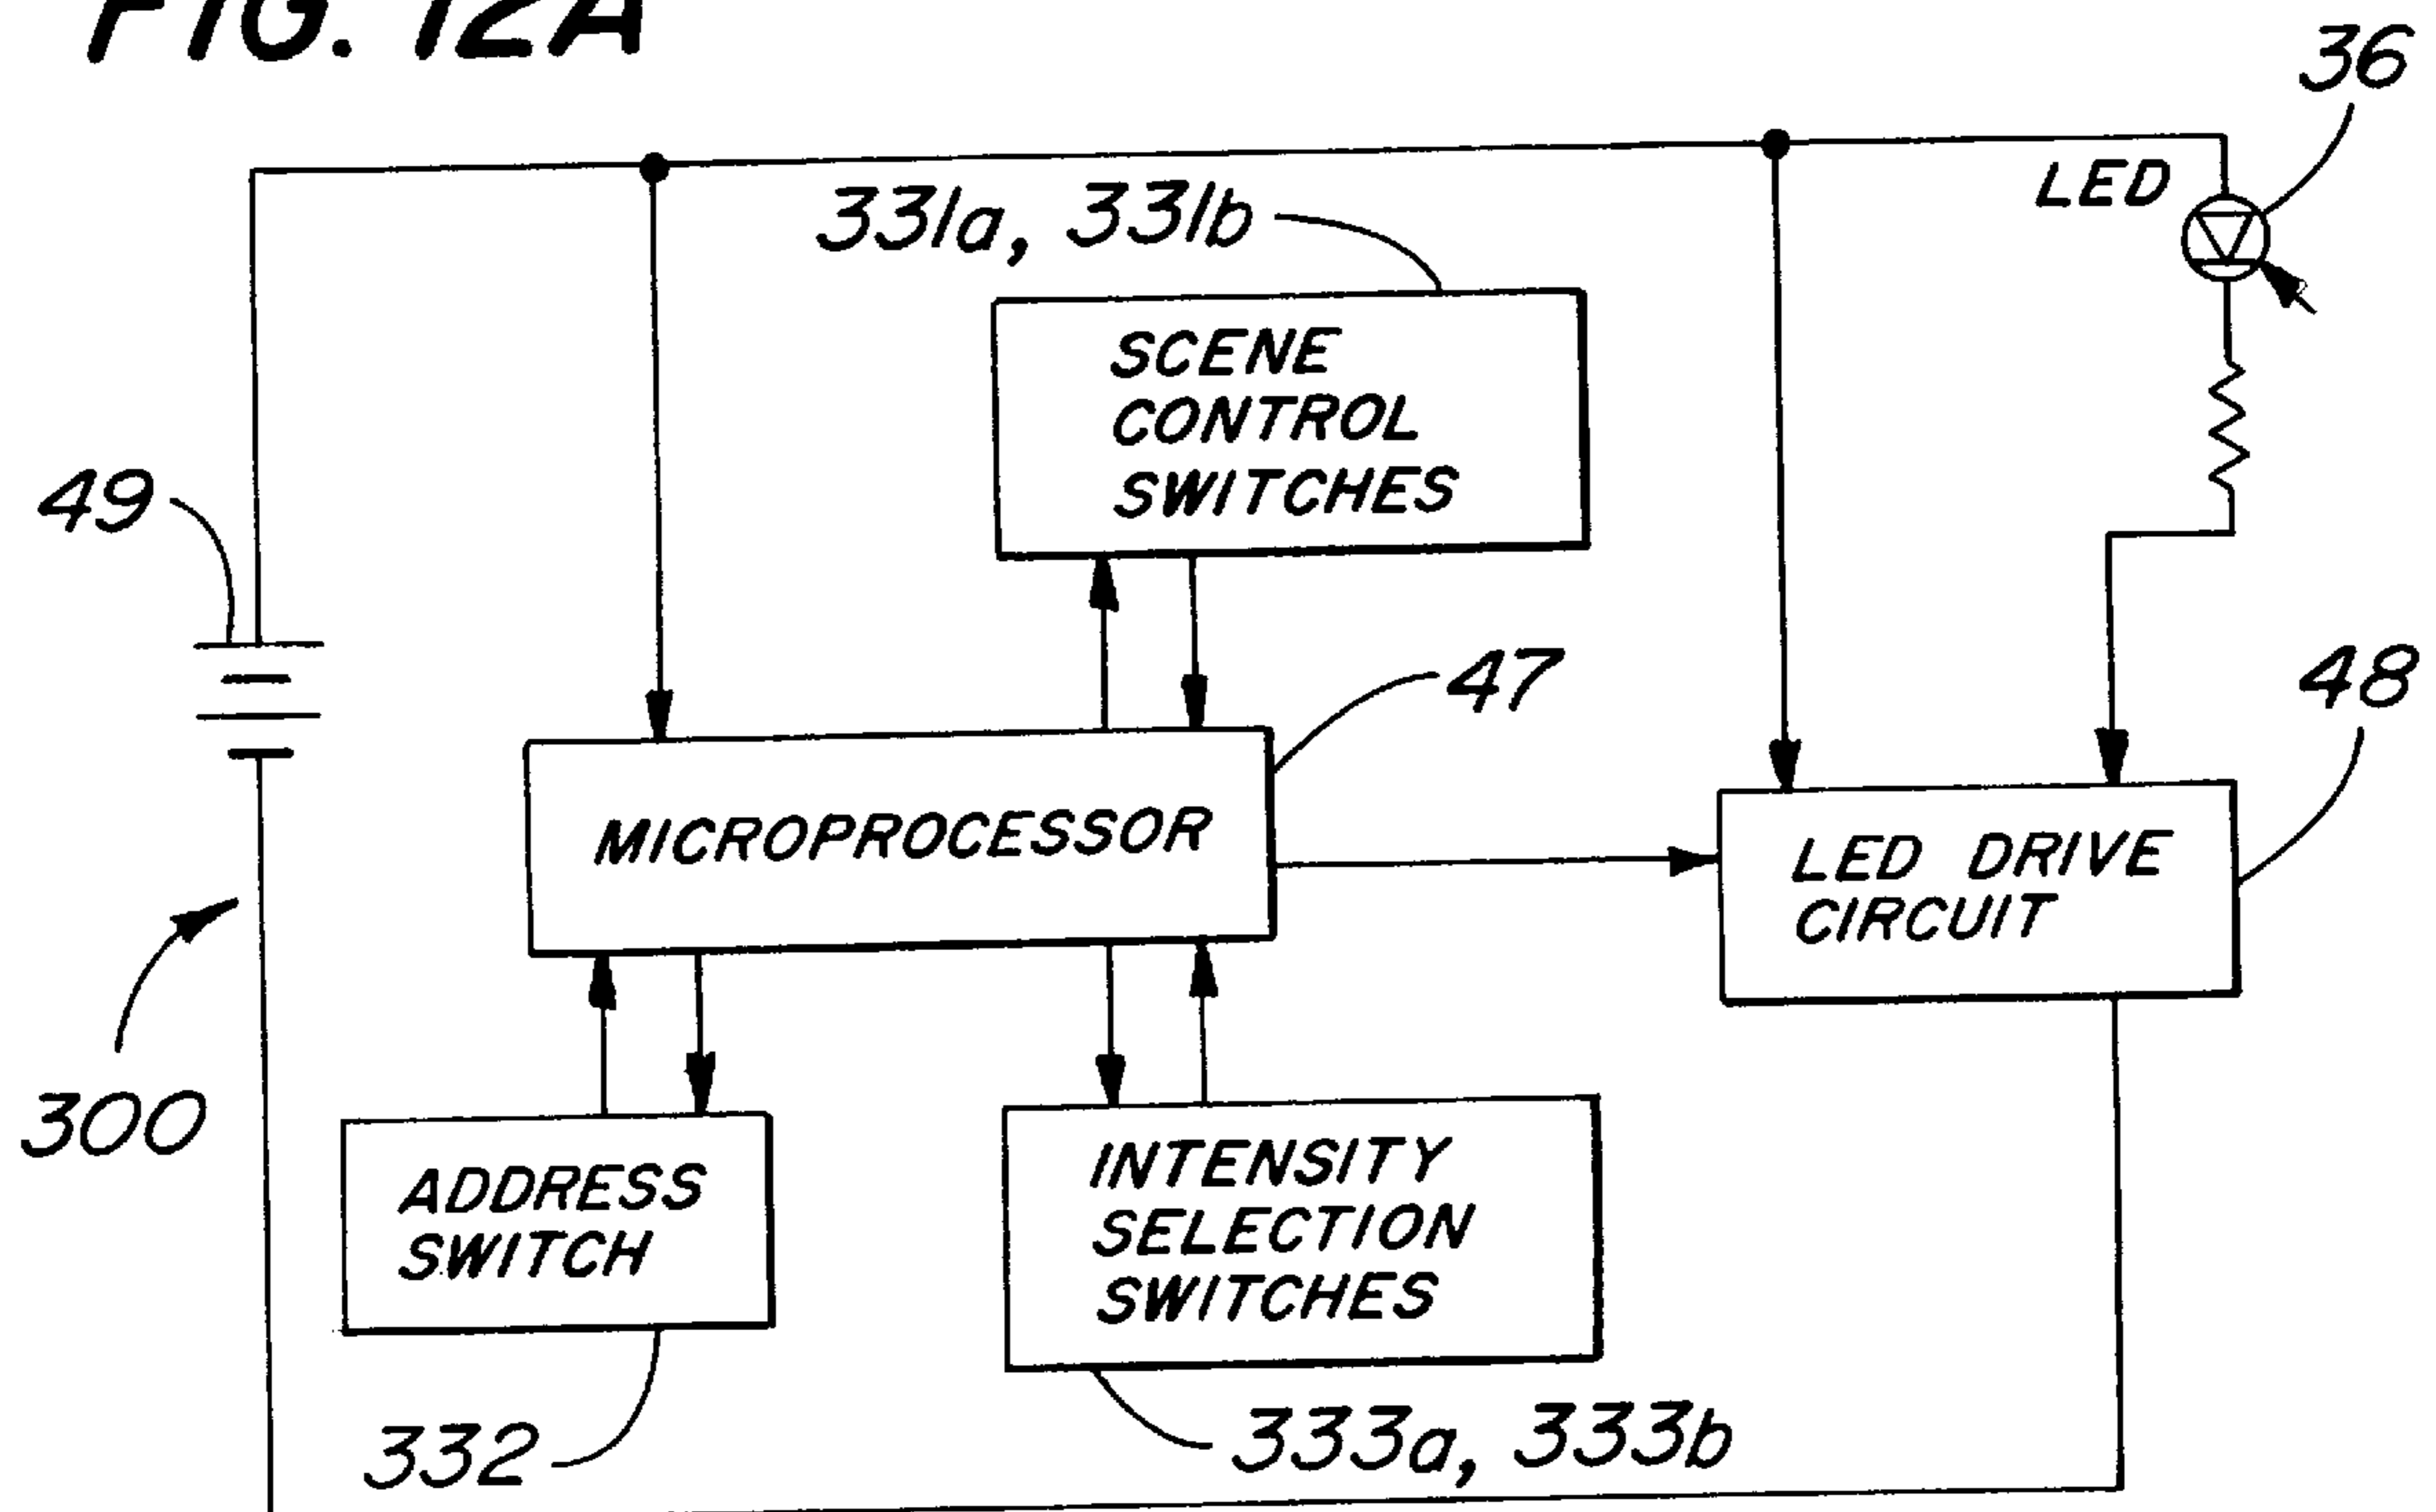 FIG. 12A
36
LED
331a, 331b
SCENE
CONTROL
SWITCHES
49
47
48
MICROPROCESSOR
LED DRIVE
CIRCUIT
300
ADDRESS
SWITCH
INTENSITY
SELECTION
SWITCHES
332
333a, 333b